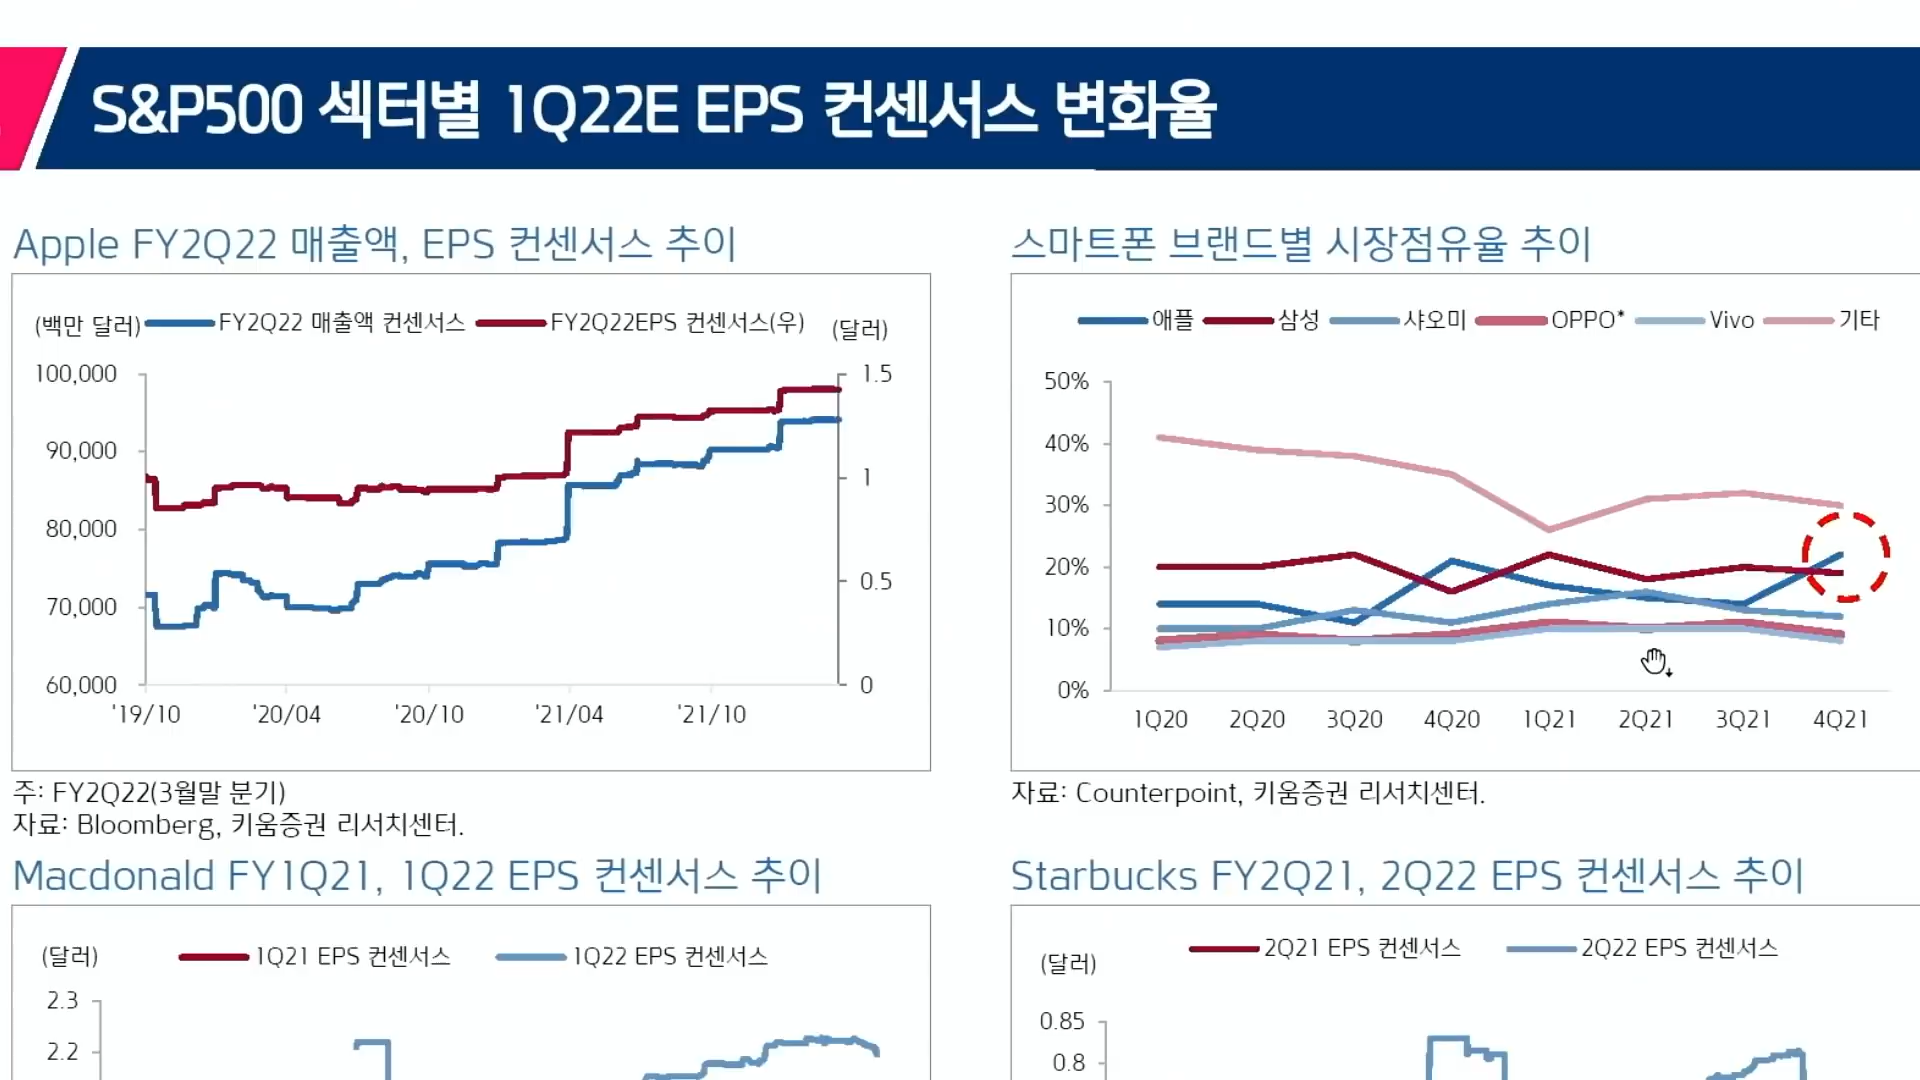 S&P500 섹터별 1Q22E EPS 컨센서스 변화율
Apple FY2Q22 매출액, EPS 컨센서스 추이
(백만 달러)
FY2Q22 매출액 컨센서스
FY2Q22EPS 컨센서스(우)
(달러)
100,000
90,000
80,000
70,000
60,000
1.5
1
0.5
0
'19/10
'20/04
'20/10
'21/04
'21/10
주: FY2Q22(3월말 분기)
자료: Bloomberg, 키움증권 리서치센터.
스마트폰 브랜드별 시장점유율 추이
애플
삼성
샤오미
OPPO*
Vivo
기타
50%
40%
30%
20%
10%
0%
1Q20
2Q20
3Q20
4Q20
1Q21
2Q21
3Q21
4Q21
자료: Counterpoint, 키움증권 리서치센터.
Macdonald FY1Q21, 1Q22 EPS 컨센서스 추이
(달러)
1Q21 EPS 컨센서스
1Q22 EPS 컨센서스
2.3
2.2
Starbucks FY2Q21, 2Q22 EPS 컨센서스 추이
(달러)
2Q21 EPS 컨센서스
2Q22 EPS 컨센서스
0.85
0.8